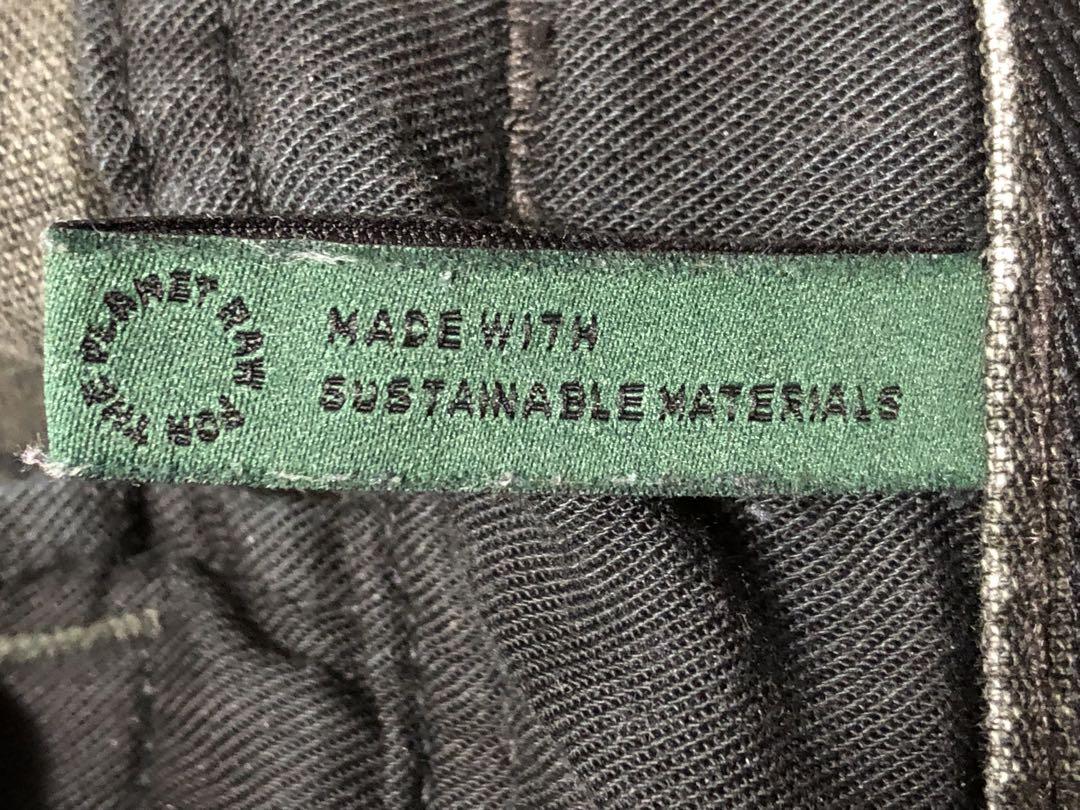 RAW FOR THE PLANET
MADE WITH
SUSTAINABLE MATERIALS